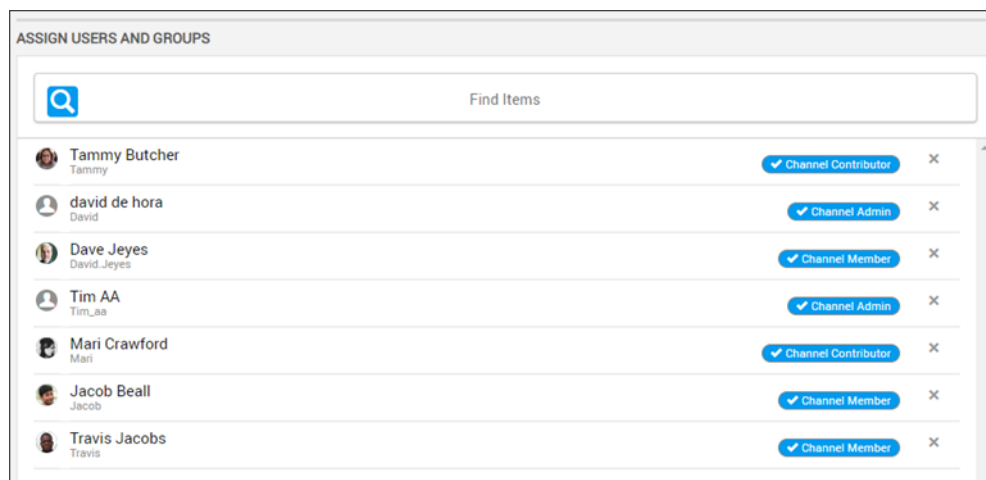 ASSIGN USERS AND GROUPS
Find Items
Tammy Butcher
Tammy
Channel Contributor
david de hora
David
Channel Admin
Dave Jeyes
David.Jeyes
Channel Member
Tim AA
Tim_aa
Channel Admin
Mari Crawford
Mari
Channel Contributor
Jacob Beall
Jacob
Channel Member
Travis Jacobs
Travis
Channel Member